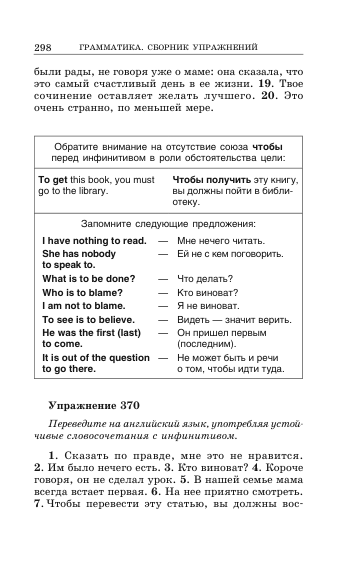 298 ГРАММАТИКА. СБОРНИК УПРАЖНЕНИЙ
были рады, не говоря уже о маме: она сказала, что
это самый счастливый день в ее жизни. 19. Твое
сочинение оставляет желать лучшего. 20. Это
очень странно, по меньшей мере.
Обратите внимание на отсутствие союза чтобы
перед инфинитивом в роли обстоятельства цели:
To get this book, you must
go to the library.
Чтобы получить эту книгу,
вы должны пойти в библи-
отеку.
Запомните следующие предложения:
I have nothing to read. — Мне нечего читать.
She has nobody — Ей не с кем поговорить.
to speak to.
What is to be done? — Что делать?
Who is to blame? — Кто виноват?
I am not to blame. — Я не виноват.
To see is to believe. — Видеть — значит верить.
He was the first (last) — Он пришел первым
to come. (последним).
It is out of the question — Не может быть и речи
to go there. о том, чтобы идти туда.
Упражнение 370
Переведите на английский язык, употребляя устой-
чивые словосочетания с инфинитивом.
1. Сказать по правде, мне это не нравится.
2. Им было нечего есть. 3. Кто виноват? 4. Короче
говоря, он не сделал урок. 5. В нашей семье мама
всегда встает первая. 6. На нее приятно смотреть.
7. Чтобы перевести эту статью, вы должны вос-